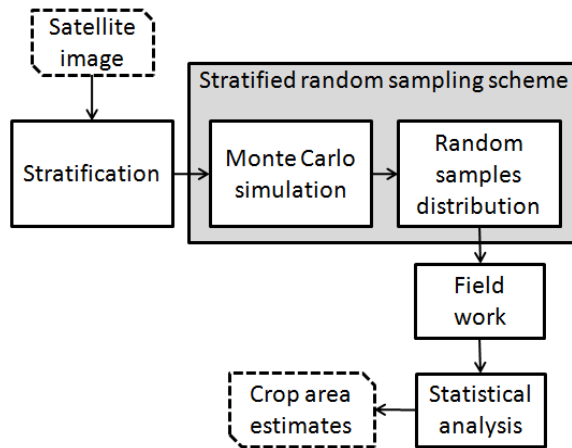 Satellite
image
Stratified random sampling scheme
Stratification
Monte Carlo
simulation
Random
samples
distribution
Field
work
Statistical
analysis
Crop area
estimates